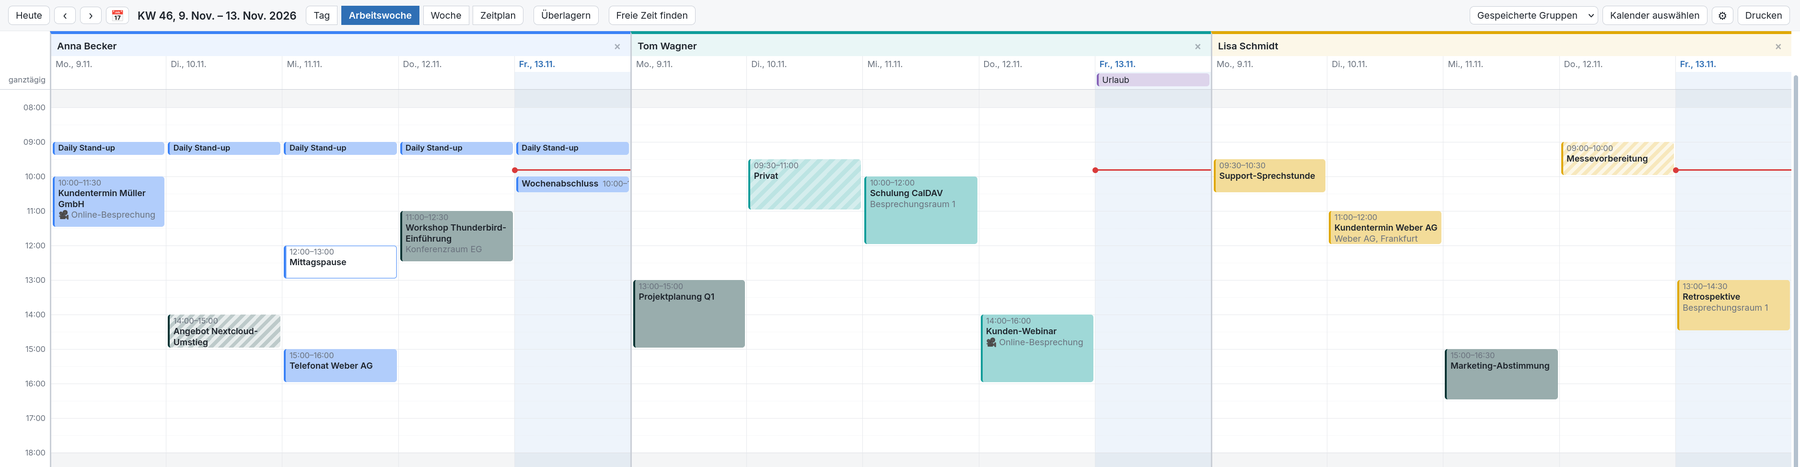 Heute ‹ › KW 46, 9. Nov. – 13. Nov. 2026 Tag Arbeitswoche Woche Zeitplan Überlagern Freie Zeit finden Gespeicherte Gruppen Kalender auswählen Drucken
Anna Becker ×
Mo., 9.11. Di., 10.11. Mi., 11.11. Do., 12.11. Fr., 13.11.
Tom Wagner ×
Mo., 9.11. Di., 10.11. Mi., 11.11. Do., 12.11. Fr., 13.11.
Lisa Schmidt ×
Mo., 9.11. Di., 10.11. Mi., 11.11. Do., 12.11. Fr., 13.11.
ganztägig
Urlaub
08:00
09:00
10:00
11:00
12:00
13:00
14:00
15:00
16:00
17:00
18:00
Daily Stand-up
10:00–11:30
Kundentermin Müller
GmbH
Online-Besprechung
Daily Stand-up
14:00–15:00
Angebot Nextcloud-
Umstieg
Daily Stand-up
12:00–13:00
Mittagspause
15:00–16:00
Telefonat Weber AG
Daily Stand-up
11:00–12:30
Workshop Thunderbird-
Einführung
Konferenzraum EG
Daily Stand-up
Wochenabschluss 10:00–
13:00–15:00
Projektplanung Q1
09:30–11:00
Privat
10:00–12:00
Schulung CalDAV
Besprechungsraum 1
14:00–16:00
Kunden-Webinar
Online-Besprechung
09:30–10:30
Support-Sprechstunde
11:00–12:00
Kundentermin Weber AG
Weber AG, Frankfurt
15:00–16:30
Marketing-Abstimmung
09:00–10:00
Messevorbereitung
13:00–14:30
Retrospektive
Besprechungsraum 1